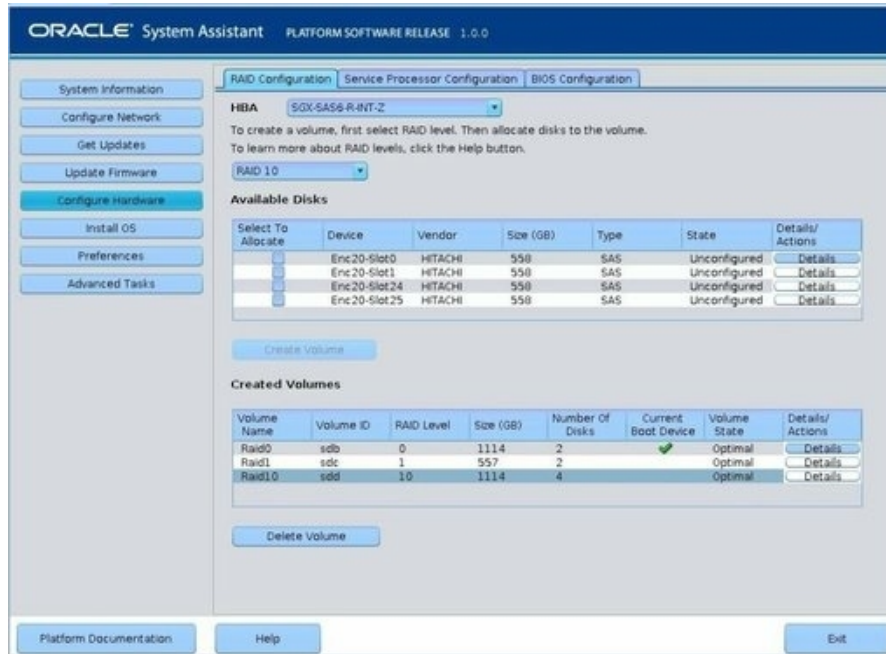 ORACLE System Assistant PLATFORM SOFTWARE RELEASE 1.0.0
System Information
Configure Network
Get Updates
Update Firmware
Configure Hardware
Install OS
Preferences
Advanced Tasks
RAID Configuration Service Processor Configuration BIOS Configuration
HBA SGX-SAS6-R-INT-Z
To create a volume, first select RAID level. Then allocate disks to the volume.
To learn more about RAID levels, click the Help button.
RAID 10
Available Disks
Select To Allocate Device Vendor Size (GB) Type State Details/ Actions
Enc20-Slot0 HITACHI 558 SAS Unconfigured Details
Enc20-Slot1 HITACHI 558 SAS Unconfigured Details
Enc20-Slot24 HITACHI 558 SAS Unconfigured Details
Enc20-Slot25 HITACHI 558 SAS Unconfigured Details
Create Volume
Created Volumes
Volume Name Volume ID RAID Level Size (GB) Number Of Disks Current Boot Device Volume State Details/ Actions
Raid0 sdb 0 1114 2 Optimal Details
Raid1 sdc 1 557 2 Optimal Details
Raid10 sdd 10 1114 4 Optimal Details
Delete Volume
Platform Documentation Help Exit